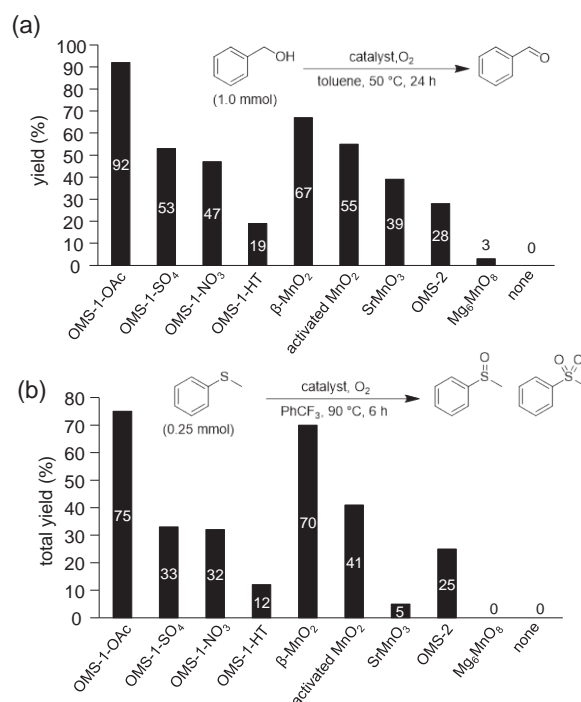 (a)
yield (%)
100
90
80
70
60
50
40
30
20
10
0
OH
(1.0 mmol)
catalyst,O₂
toluene, 50 °C, 24 h
O
92
53
47
19
67
55
39
28
3
0
OMS-1-OAc
OMS-1-SO₄
OMS-1-NO₃
OMS-1-HT
β-MnO₂
activated MnO₂
SrMnO₃
OMS-2
Mg₆MnO₈
none
(b)
total yield (%)
80
70
60
50
40
30
20
10
0
S
(0.25 mmol)
catalyst, O₂
PhCF₃, 90 °C, 6 h
O
S
O O
S
75
33
32
12
70
41
5
25
0
0
OMS-1-OAc
OMS-1-SO₄
OMS-1-NO₃
OMS-1-HT
β-MnO₂
activated MnO₂
SrMnO₃
OMS-2
Mg₆MnO₈
none